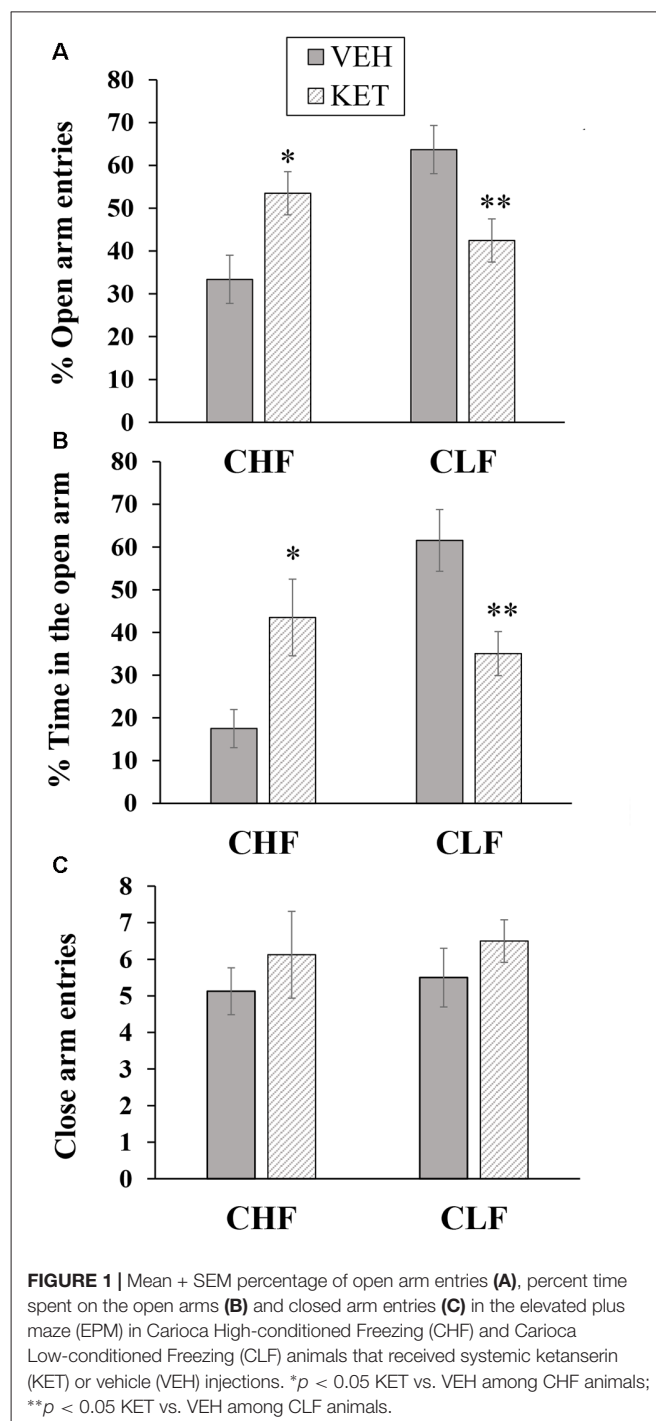 A
VEH
KET
80
70
60
50
40
30
20
10
0
% Open arm entries
*
**
CHF
CLF
B
80
70
60
50
40
30
20
10
0
% Time in the open arm
*
**
CHF
CLF
C
8
7
6
5
4
3
2
1
0
Close arm entries
CHF
CLF
FIGURE 1 | Mean + SEM percentage of open arm entries (A), percent time
spent on the open arms (B) and closed arm entries (C) in the elevated plus
maze (EPM) in Carioca High-conditioned Freezing (CHF) and Carioca
Low-conditioned Freezing (CLF) animals that received systemic ketanserin
(KET) or vehicle (VEH) injections. *p < 0.05 KET vs. VEH among CHF animals;
**p < 0.05 KET vs. VEH among CLF animals.